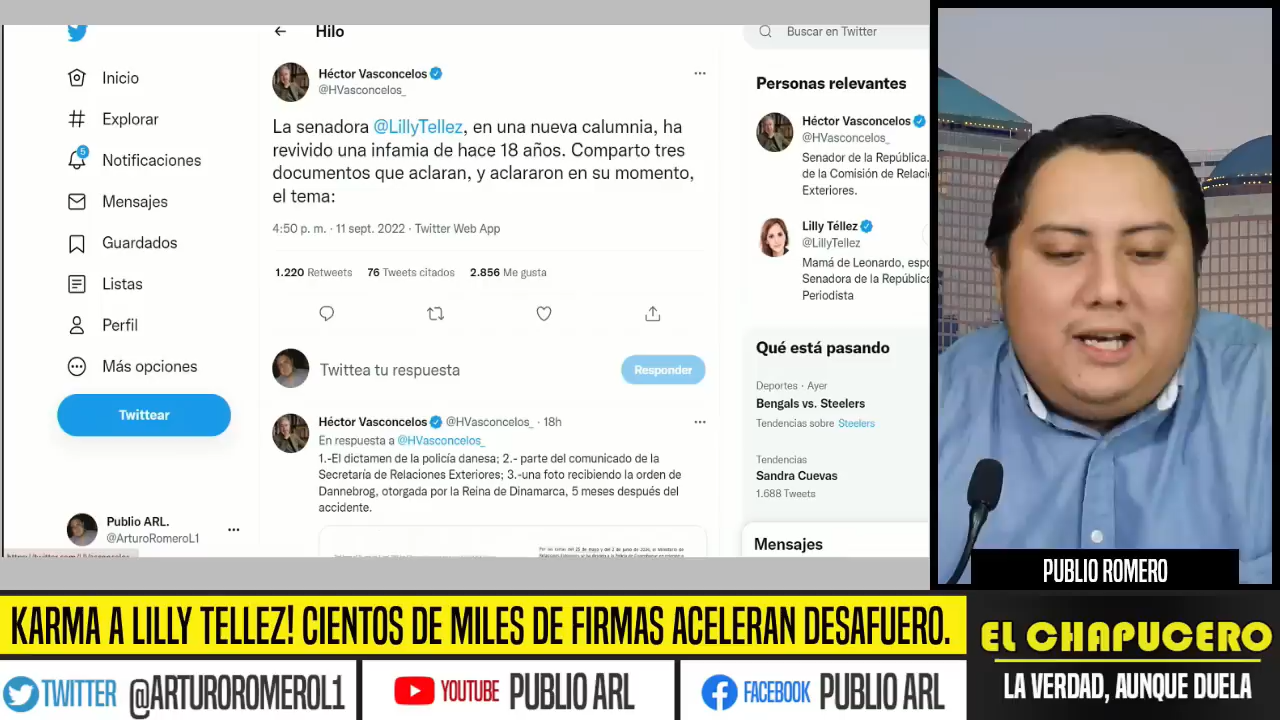 Hilo
Buscar en Twitter
Inicio
Explorar
5
Notificaciones
Mensajes
Guardados
Listas
Perfil
Más opciones
Twittear
Publio ARL.
@ArturoRomeroL1
Héctor Vasconcelos
@HVasconcelos_
La senadora @LillyTellez, en una nueva calumnia, ha
revivido una infamia de hace 18 años. Comparto tres
documentos que aclaran, y aclararon en su momento,
el tema:
4:50 p. m. · 11 sept. 2022 · Twitter Web App
1.220 Retweets 76 Tweets citados 2.856 Me gusta
Twittea tu respuesta
Responder
Héctor Vasconcelos @HVasconcelos_ · 18h
En respuesta a @HVasconcelos_
1.-El dictamen de la policía danesa; 2.- parte del comunicado de la
Secretaría de Relaciones Exteriores; 3.-una foto recibiendo la orden de
Dannebrog, otorgada por la Reina de Dinamarca, 5 meses después del
accidente.
Personas relevantes
Héctor Vasconcelos
@HVasconcelos_
Senador de la República.
de la Comisión de Relaci
Exteriores.
Lilly Téllez
@LillyTellez
Mamá de Leonardo, espo
Senadora de la República
Periodista
Qué está pasando
Deportes · Ayer
Bengals vs. Steelers
Tendencias sobre Steelers
Tendencias
Sandra Cuevas
1.688 Tweets
Mensajes
PUBLIO ROMERO
KARMA A LILLY TELLEZ! CIENTOS DE MILES DE FIRMAS ACELERAN DESAFUERO.
EL CHAPUCERO
LA VERDAD, AUNQUE DUELA
TWITTER @ARTUROROMEROL1
YOUTUBE PUBLIO ARL
FACEBOOK PUBLIO ARL